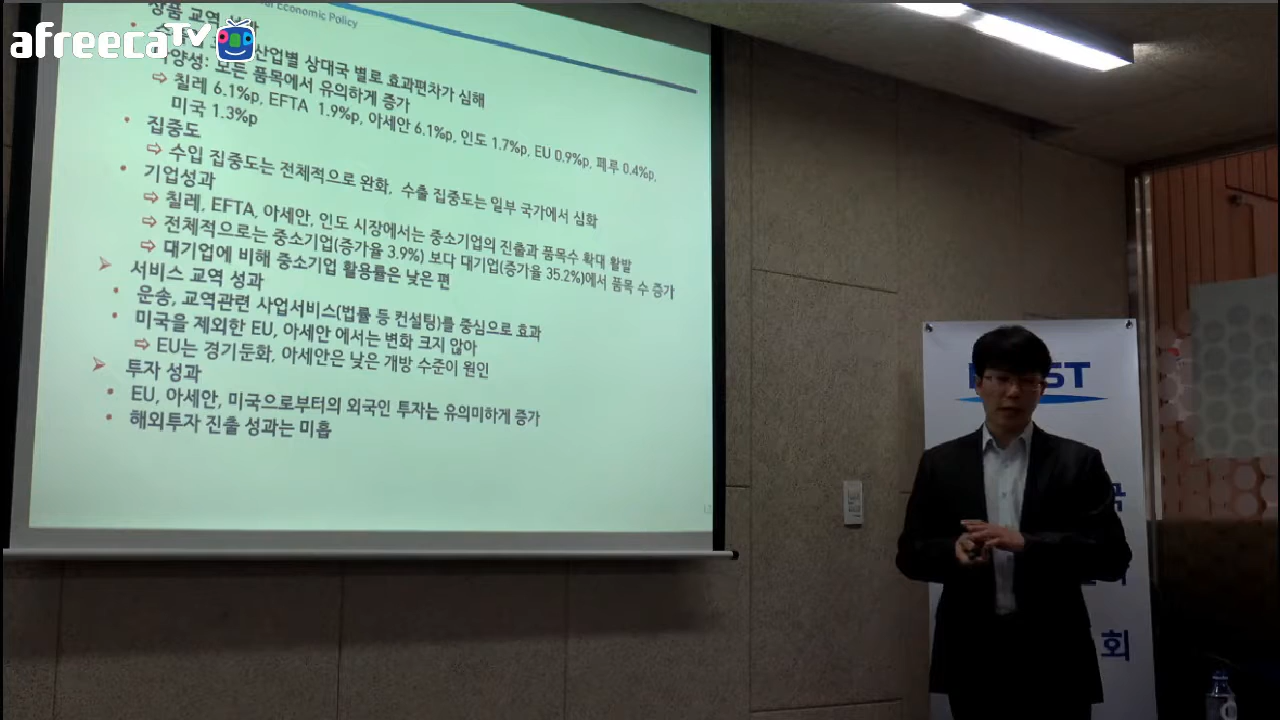 afreecaTV
Economic Policy
상품 교역
산업별 상대국 별로 효과편차가 심해
다양성: 모든 품목에서 유의하게 증가
⇨ 칠레 6.1%p, EFTA 1.9%p, 아세안 6.1%p, 인도 1.7%p, EU 0.9%p, 페루 0.4%p,
미국 1.3%p
• 집중도
⇨ 수입 집중도는 전체적으로 완화, 수출 집중도는 일부 국가에서 심화
• 기업성과
⇨ 칠레, EFTA, 아세안, 인도 시장에서는 중소기업의 진출과 품목수 확대 활발
⇨ 전체적으로는 중소기업(증가율 3.9%) 보다 대기업(증가율 35.2%)에서 품목 수 증가
⇨ 대기업에 비해 중소기업 활용률은 낮은 편
➢ 서비스 교역 성과
• 운송, 교역관련 사업서비스(법률 등 컨설팅)를 중심으로 효과
• 미국을 제외한 EU, 아세안 에서는 변화 크지 않아
⇨ EU는 경기둔화, 아세안은 낮은 개방 수준이 원인
➢ 투자 성과
• EU, 아세안, 미국으로부터의 외국인 투자는 유의미하게 증가
• 해외투자 진출 성과는 미흡
ST
회